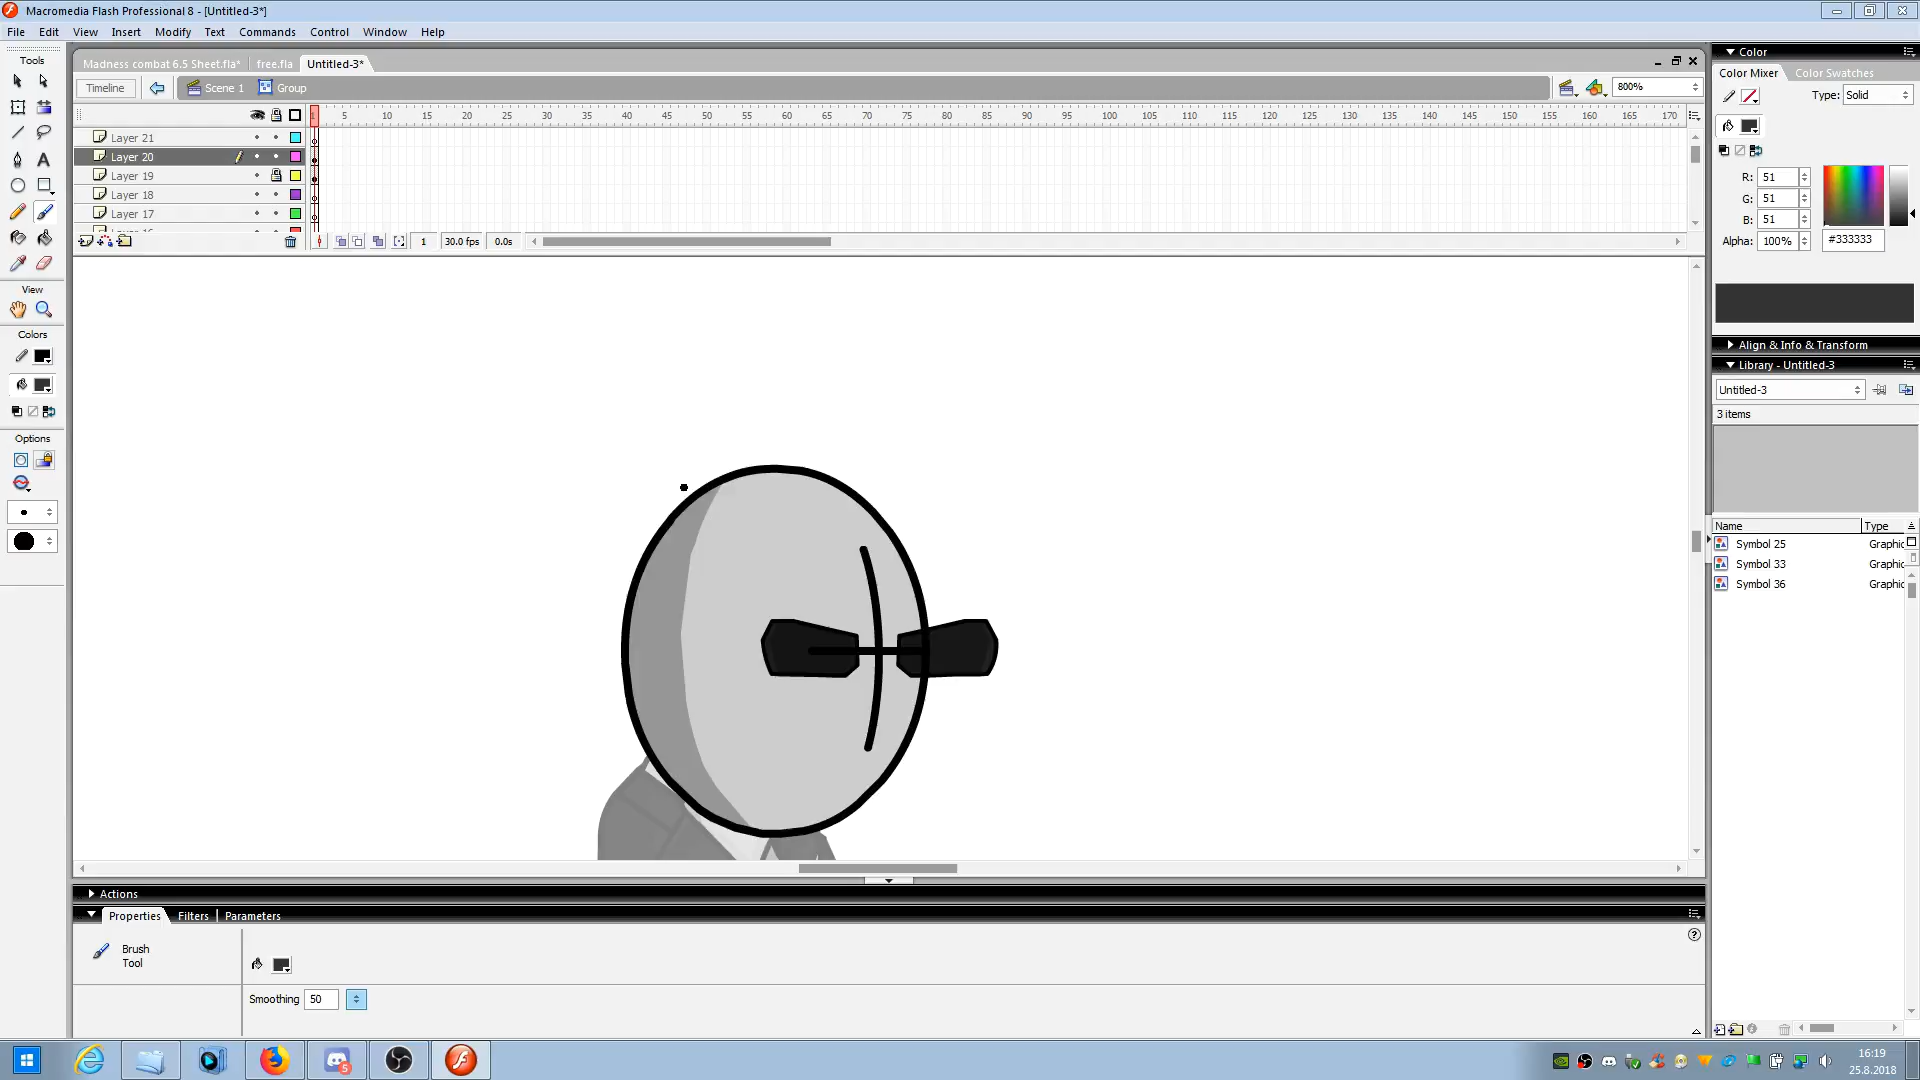 Macromedia Flash Professional 8 - [Untitled-3*]
File Edit View Insert Modify Text Commands Control Window Help
Tools
Madness combat 6.5 Sheet.fla* free.fla Untitled-3*
Timeline Scene 1 Group 800%
1 5 10 15 20 25 30 35 40 45 50 55 60 65 70 75 80 85 90 95 100 105 110 115 120 125 130 135 140 145 150 155 160 165 170
Layer 21
Layer 20
Layer 19
Layer 18
Layer 17
1 30.0 fps 0.0s
View
Colors
Options
Color
Color Mixer Color Swatches
Type: Solid
R: 51
G: 51
B: 51
Alpha: 100% #333333
Align & Info & Transform
Library - Untitled-3
Untitled-3
3 items
Name Type
Symbol 25 Graphic
Symbol 33 Graphic
Symbol 36 Graphic
Actions
Properties Filters Parameters
Brush
Tool
Smoothing 50
5
16:19
25.8.2018